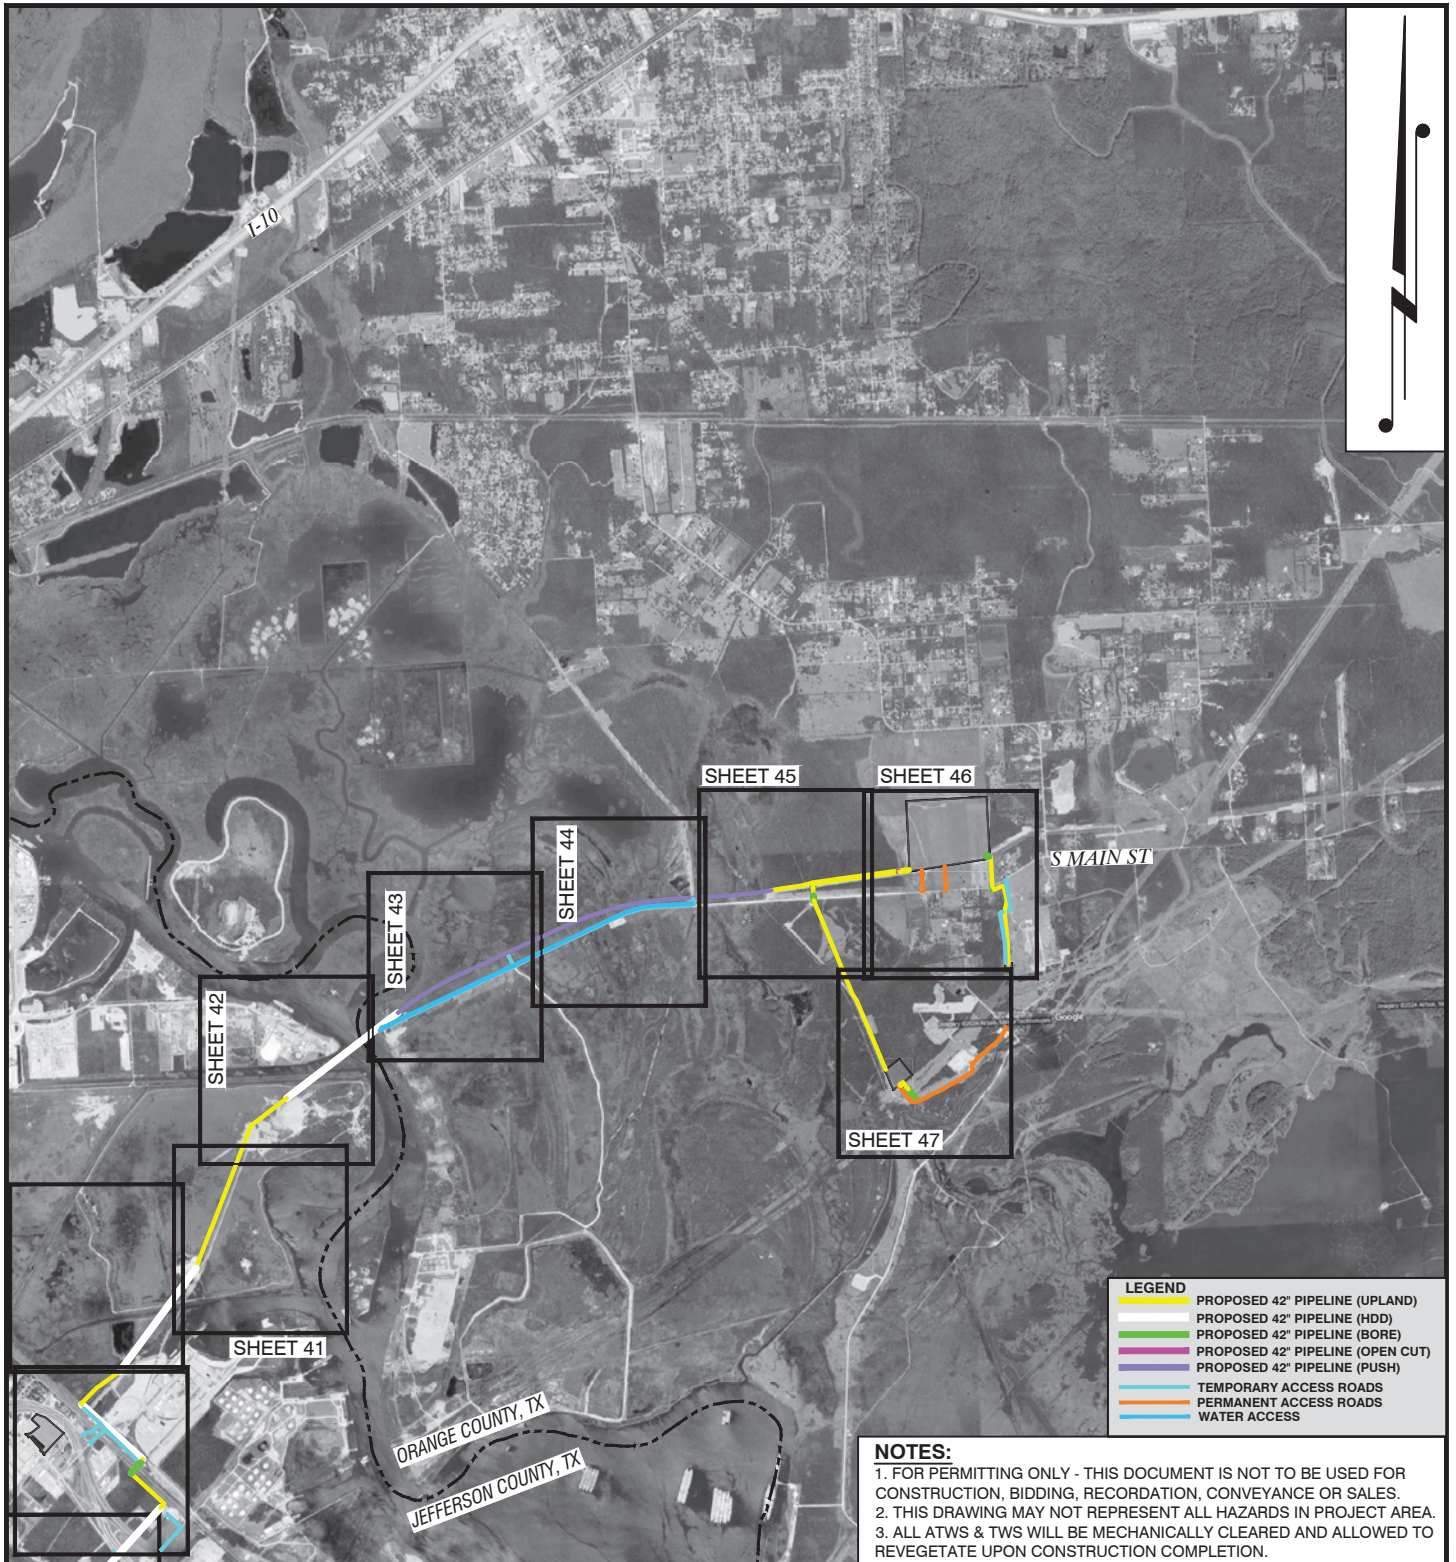 I-10
SHEET 45
SHEET 46
SHEET 44
S MAIN ST
SHEET 43
SHEET 42
Google
SHEET 47
SHEET 41
LEGEND
PROPOSED 42" PIPELINE (UPLAND)
PROPOSED 42" PIPELINE (HDD)
PROPOSED 42" PIPELINE (BORE)
PROPOSED 42" PIPELINE (OPEN CUT)
PROPOSED 42" PIPELINE (PUSH)
TEMPORARY ACCESS ROADS
PERMANENT ACCESS ROADS
WATER ACCESS
ORANGE COUNTY, TX
JEFFERSON COUNTY, TX
NOTES:
1. FOR PERMITTING ONLY - THIS DOCUMENT IS NOT TO BE USED FOR
CONSTRUCTION, BIDDING, RECORDATION, CONVEYANCE OR SALES.
2. THIS DRAWING MAY NOT REPRESENT ALL HAZARDS IN PROJECT AREA.
3. ALL ATWS & TWS WILL BE MECHANICALLY CLEARED AND ALLOWED TO
REVEGETATE UPON CONSTRUCTION COMPLETION.